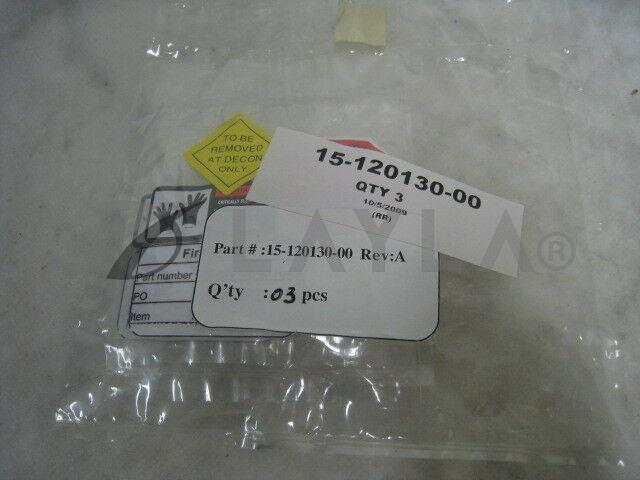 TO BE
REMOVED
AT DECON
ONLY
15-120130-00
QTY 3
10/5/2009
(RR)
Part # :15-120130-00 Rev:A
Q'ty :03 pcs
Part number
PO
Item
LAYLA®